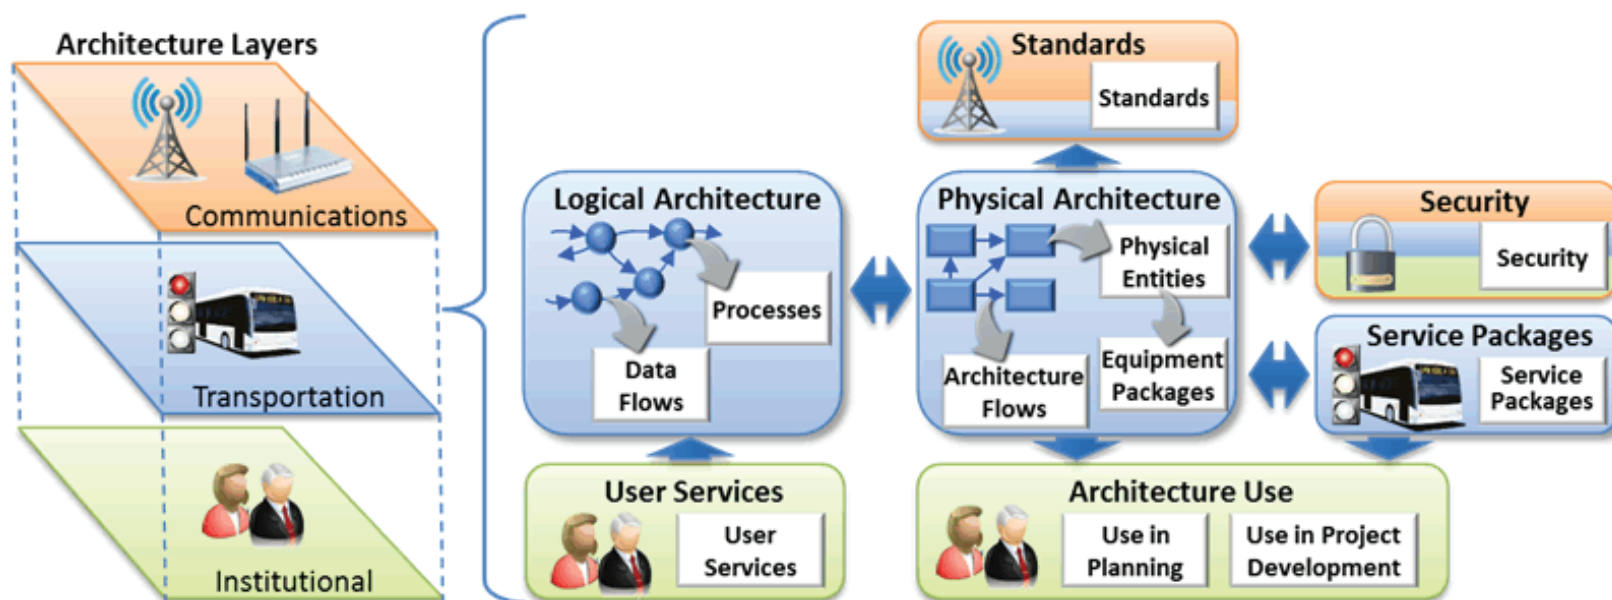 Architecture Layers
Communications
Transportation
Institutional
Logical Architecture
Processes
Data
Flows
User Services
User
Services
Standards
Standards
Physical Architecture
Physical
Entities
Architecture
Flows
Equipment
Packages
Security
Security
Service Packages
Service
Packages
Architecture Use
Use in
Planning
Use in Project
Development